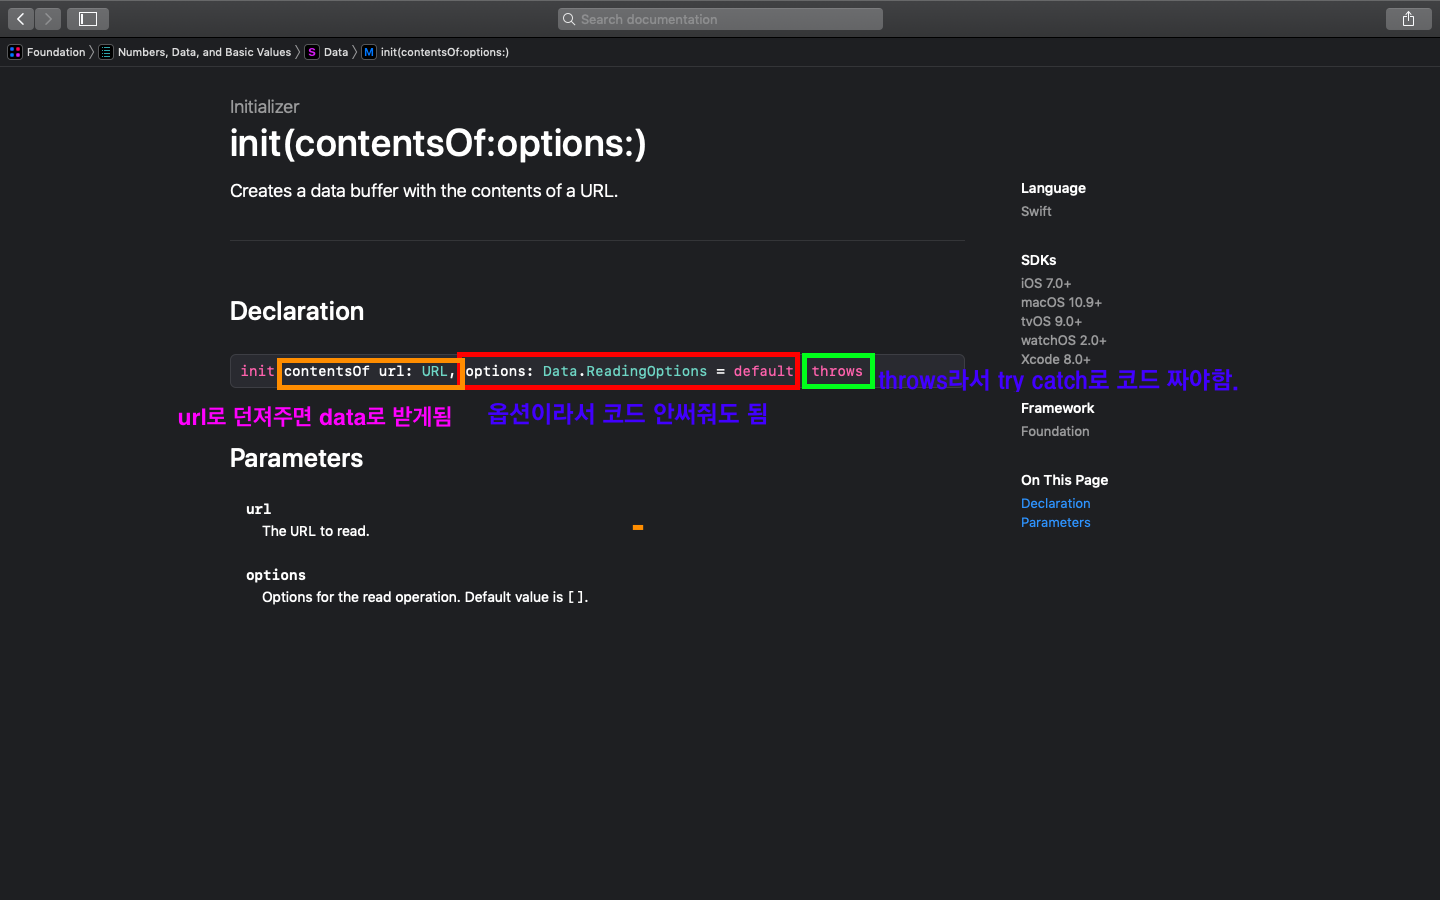 Search documentation
Foundation
Numbers, Data, and Basic Values
S Data
M init(contentsOf:options:)
Initializer
init(contentsOf:options:)
Creates a data buffer with the contents of a URL.
Declaration
init contentsOf url: URL, options: Data.ReadingOptions = default throws
throws라서 try catch로 코드 짜야함.
url로 던져주면 data로 받게됨
옵션이라서 코드 안써줘도 됨
Parameters
url
The URL to read.
options
Options for the read operation. Default value is [].
Language
Swift
SDKs
iOS 7.0+
macOS 10.9+
tvOS 9.0+
watchOS 2.0+
Xcode 8.0+
Framework
Foundation
On This Page
Declaration
Parameters